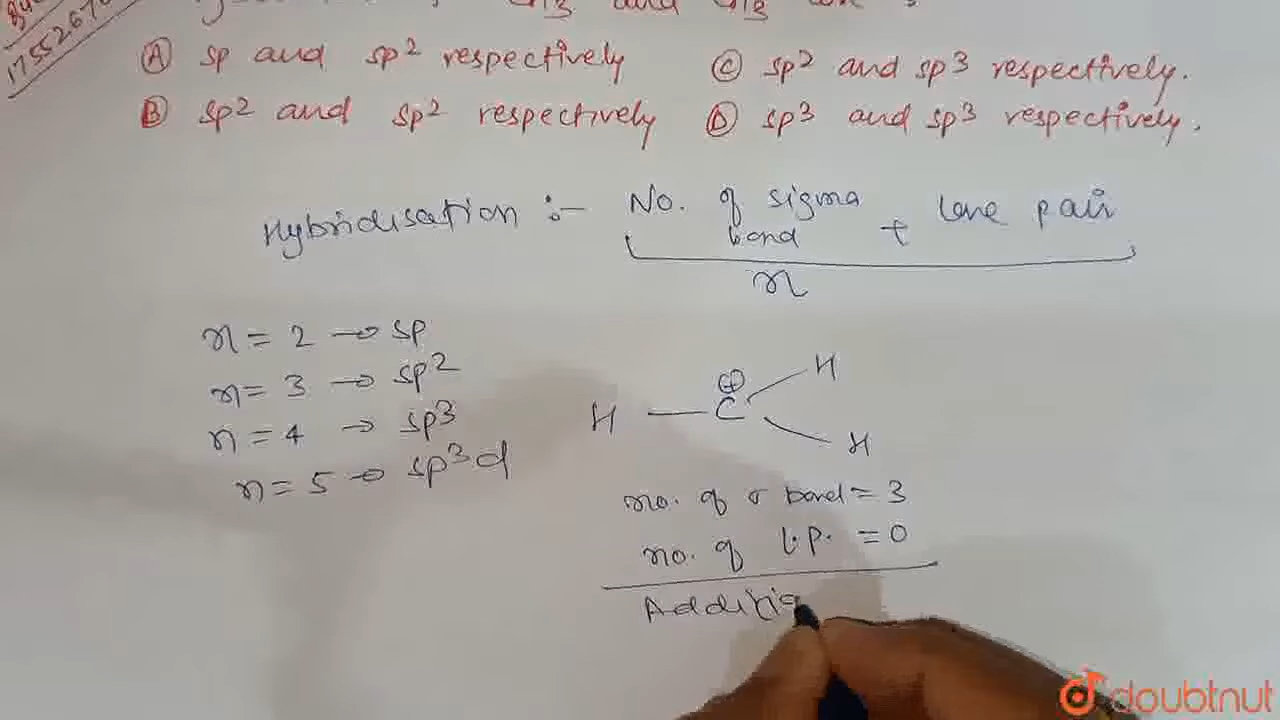 and
A sp and sp2 respectively
C sp2 and sp3 respectively.
B sp2 and sp2 respectively
D sp3 and sp3 respectively.
Hybridisation :- No. of sigma bond + lone pair
n
n = 2 → sp
n = 3 → sp2
n = 4 → sp3
n = 5 → sp3d
⊕
H — C H
H
no. of σ bond = 3
no. of l.p. = 0
Additio
doubtnut